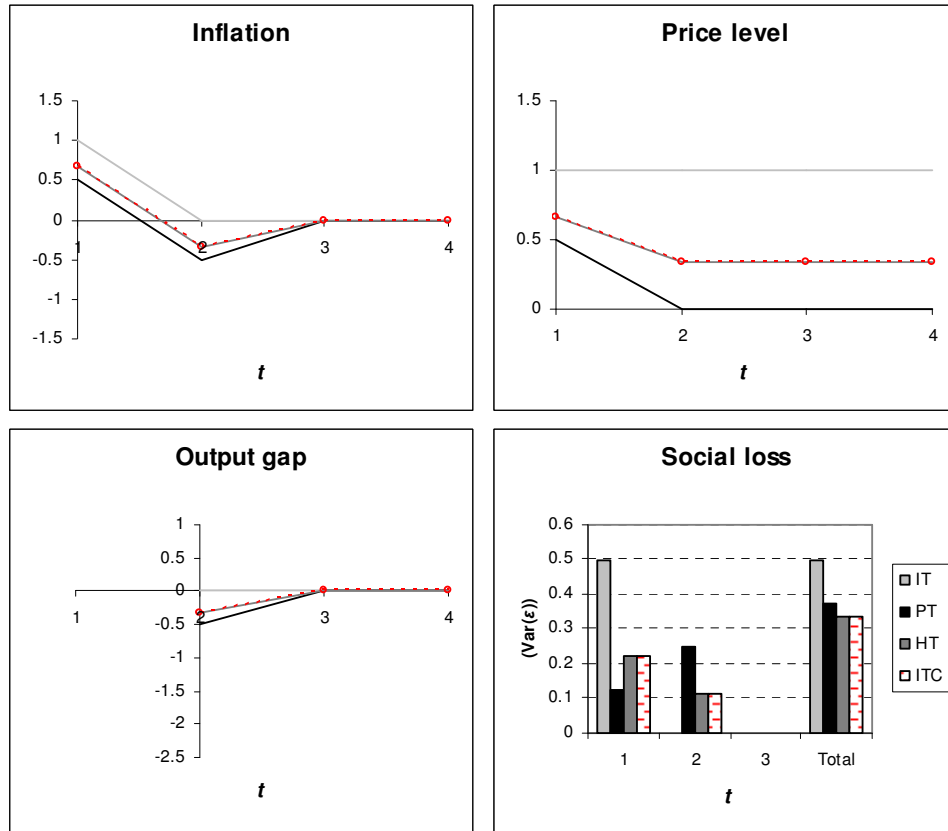 Inflation
1.5
1
0.5
0
-0.5
-1
-1.5
1 2 3 4
t
Price level
1.5
1
0.5
0
1 2 3 4
t
Output gap
1
0.5
0
-0.5
-1
-1.5
-2
-2.5
1 2 3 4
t
Social loss
(Var(ε))
0.6
0.5
0.4
0.3
0.2
0.1
0
1 2 3 Total
t
IT
PT
HT
ITC